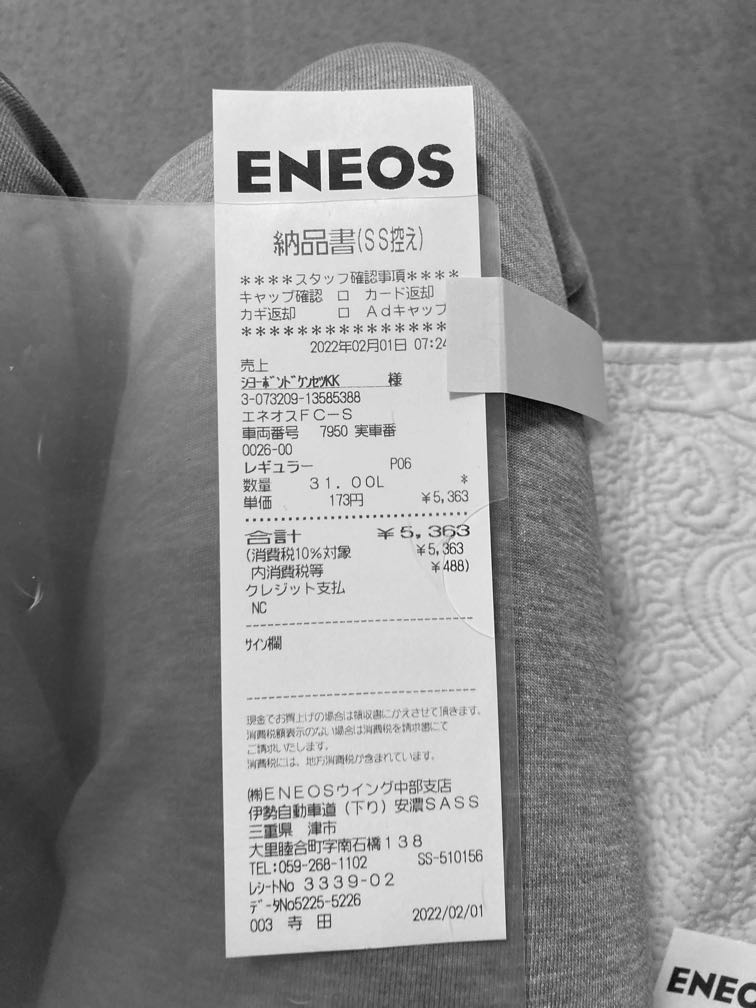 ENEOS
納品書(SS控え)
****スタッフ確認事項****
キャップ確認 □ カード返却
カギ返却 □ Adキャップ
***************
2022年02月01日 07:24
売上
ショーボンドケンセツKK 様
3-073209-13585388
エネオスFC-S
車両番号 7950 実車番
0026-00
レギュラー P06
数量 31.00L *
単価 173円 ¥5,363
合計 ¥5,363
(消費税10%対象 ¥5,363
内消費税等 ¥488)
クレジット支払
NC
サイン欄
現金でお買上げの場合は領収書にかえさせて頂きます。
消費税額表示のない場合は消費税を請求書にて
ご請求いたします。
消費税には、地方消費税が含まれています。
㈱ENEOSウイング中部支店
伊勢自動車道(下り)安濃SASS
三重県 津市
大里睦合町字南石橋138
TEL:059-268-1102 SS-510156
レシートNo 3339-02
データNo5225-5226
003 寺田 2022/02/01
ENEO